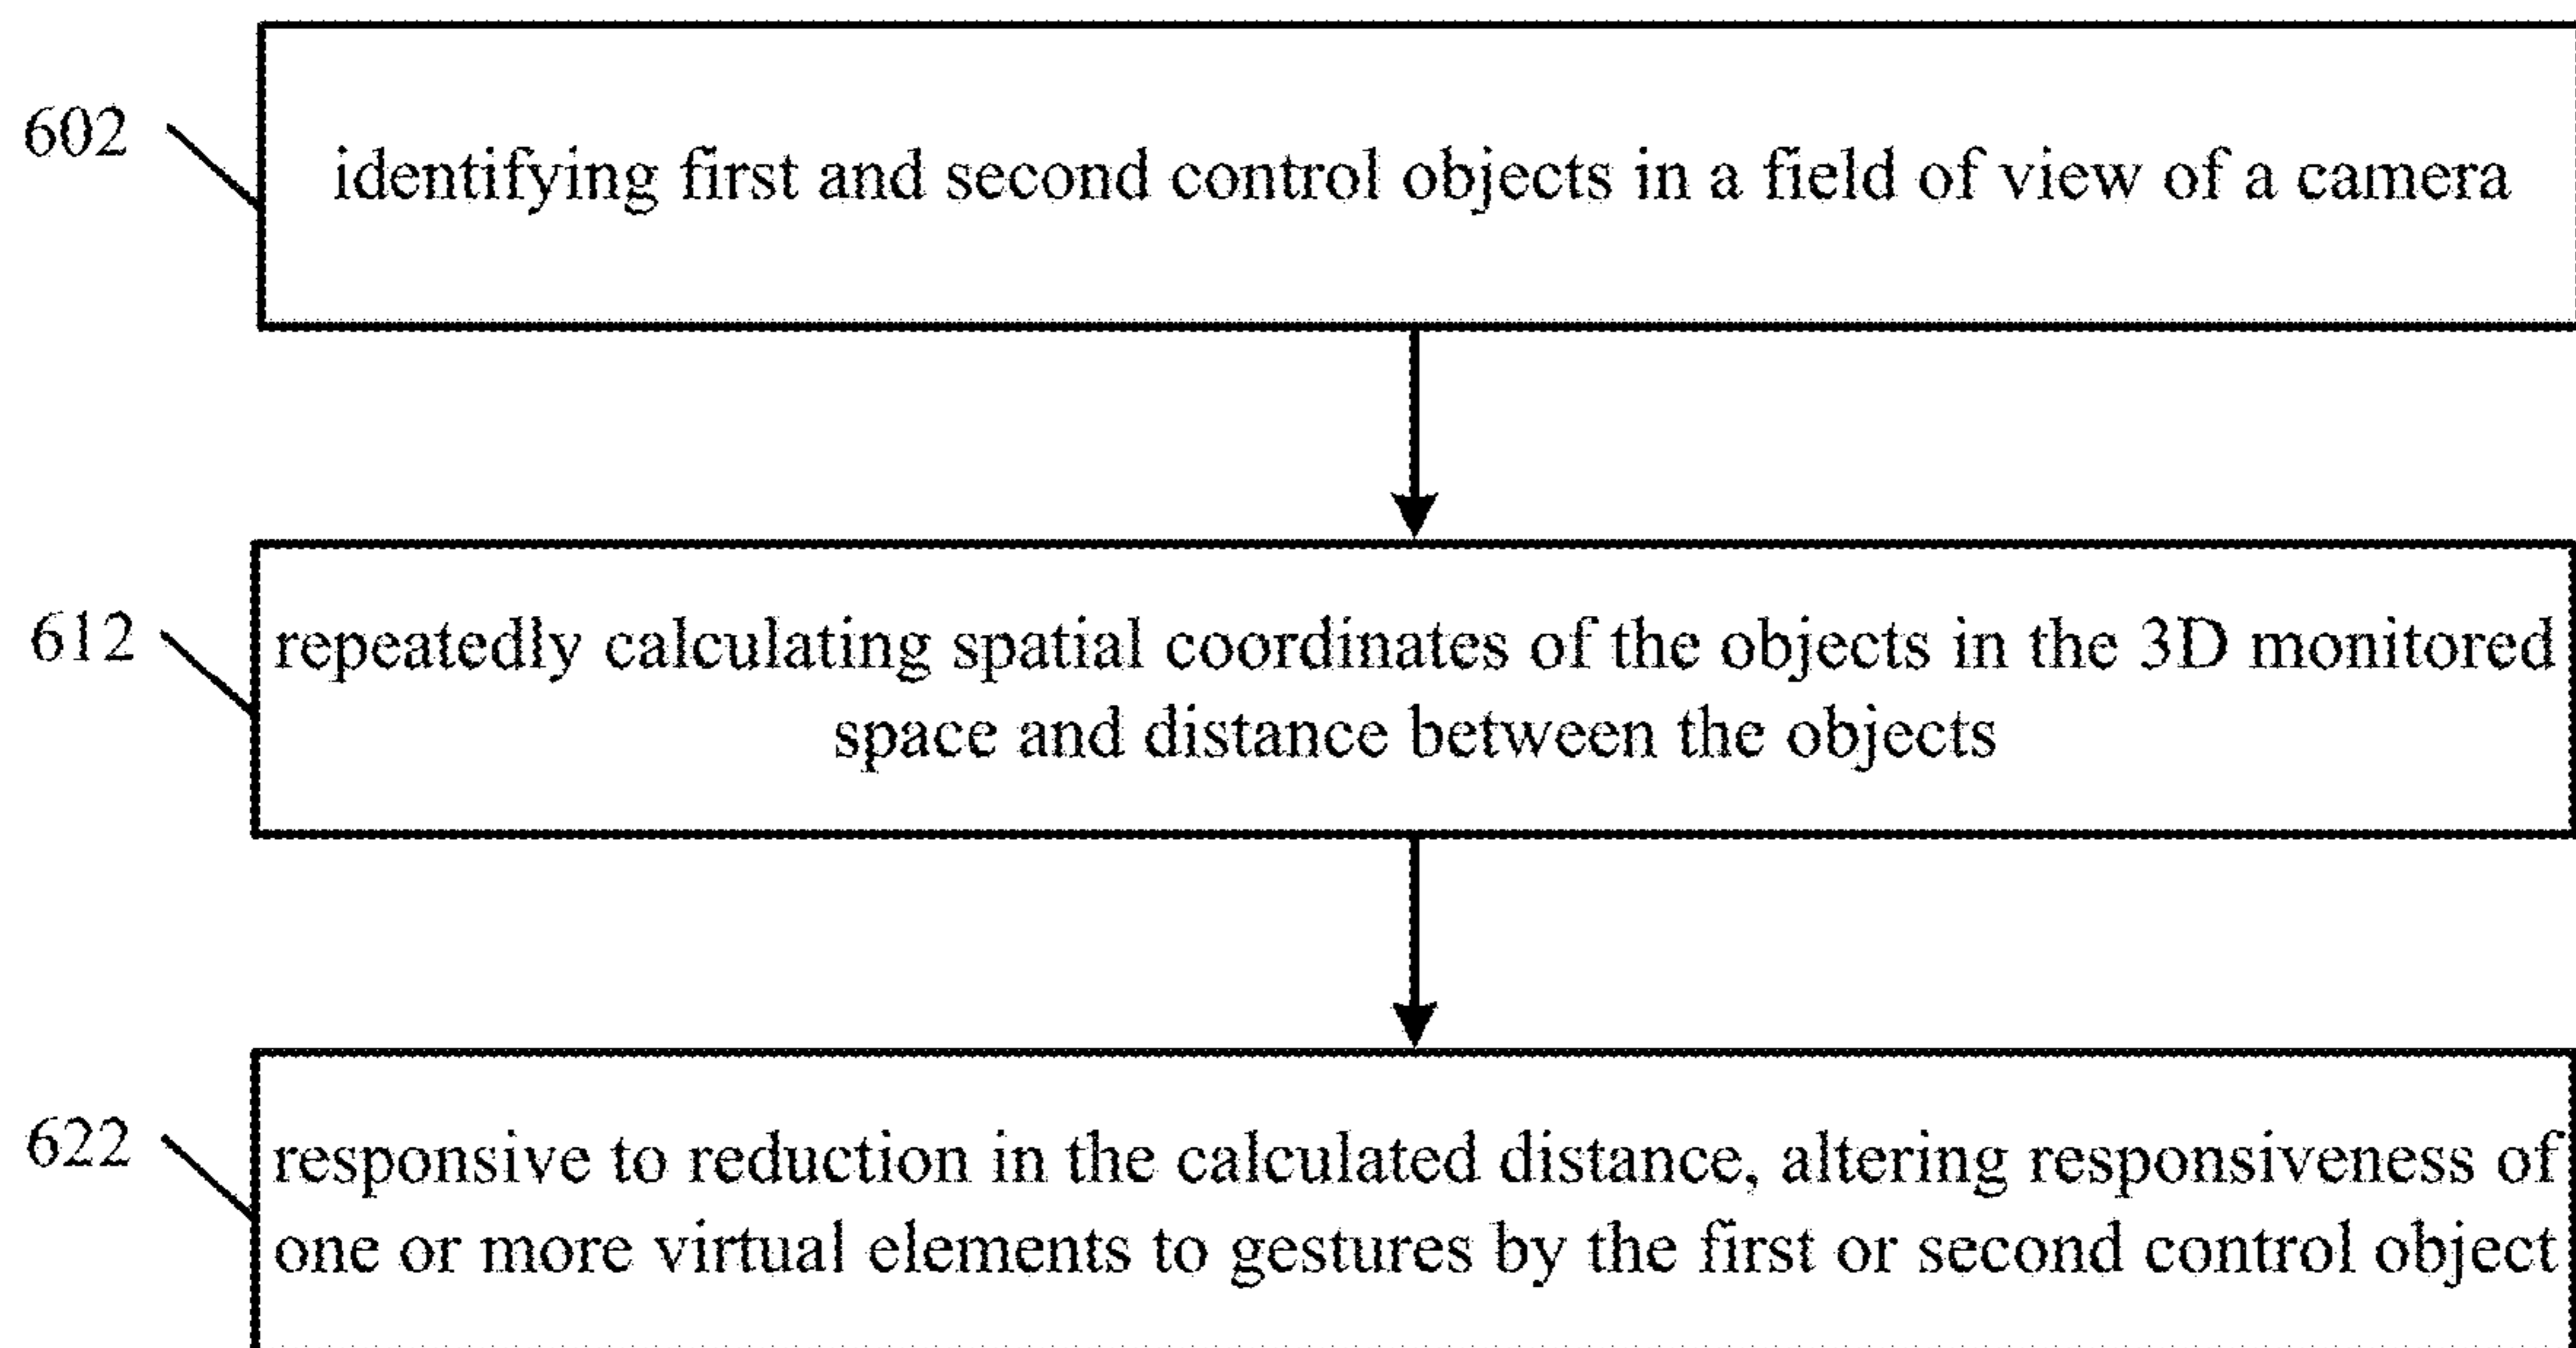 602
identifying first and second control objects in a field of view of a camera
612
repeatedly calculating spatial coordinates of the objects in the 3D monitored
space and distance between the objects
622
responsive to reduction in the calculated distance, altering responsiveness of
one or more virtual elements to gestures by the first or second control object